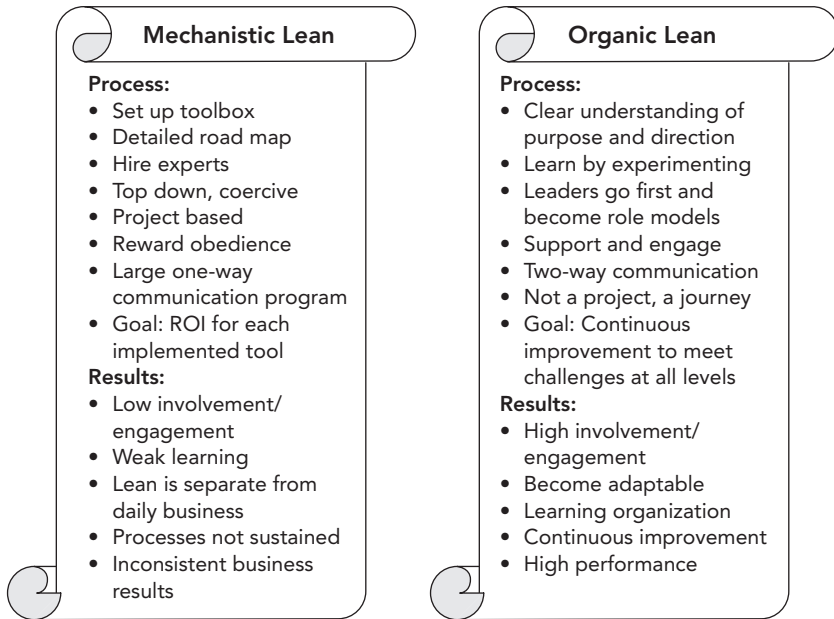 Mechanistic Lean
Process:
• Set up toolbox
• Detailed road map
• Hire experts
• Top down, coercive
• Project based
• Reward obedience
• Large one-way
communication program
• Goal: ROI for each
implemented tool
Results:
• Low involvement/
engagement
• Weak learning
• Lean is separate from
daily business
• Processes not sustained
• Inconsistent business
results
Organic Lean
Process:
• Clear understanding of
purpose and direction
• Learn by experimenting
• Leaders go first and
become role models
• Support and engage
• Two-way communication
• Not a project, a journey
• Goal: Continuous
improvement to meet
challenges at all levels
Results:
• High involvement/
engagement
• Become adaptable
• Learning organization
• Continuous improvement
• High performance